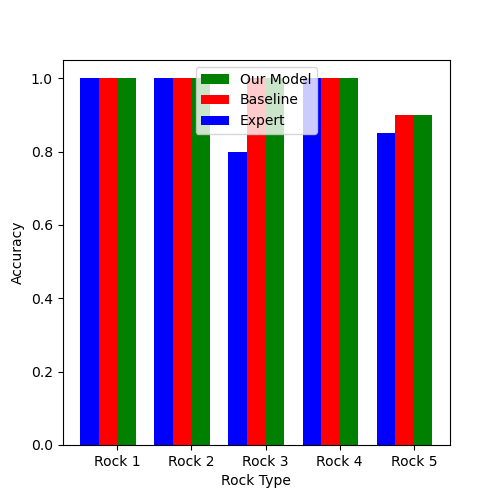 1.0
0.8
0.6
0.4
0.2
0.0
Accuracy
Our Model
Baseline
Expert
Rock 1 Rock 2 Rock 3 Rock 4 Rock 5
Rock Type